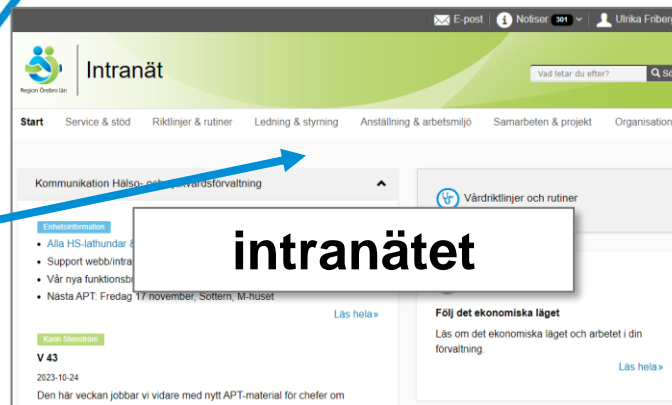 E-post
Notiser 301
Ulrika Friberg
Region Örebro län
Intranät
Vad letar du efter?
Start
Service & stöd
Riktlinjer & rutiner
Ledning & styrning
Anställning & arbetsmiljö
Samarbeten & projekt
Organisation
Kommunikation Hälso- och sjukvårdsförvaltning
Vårdriktlinjer och rutiner
intranätet
Enhetsinformation
Alla HS-lathundar &
Support webb/intra
Vår nya
Nästa APT: Fredag 17 november, Sottern, M-huset
Läs hela»
Karin Stenström
V 43
2023-10-24
Den här veckan jobbar vi vidare med nytt APT-material för chefer om
Följ det ekonomiska läget
Läs om det ekonomiska läget och arbetet i din
förvaltning.
Läs hela»